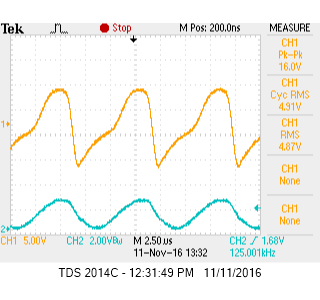 Tek Stop M Pos: 200.0ns MEASURE
CH1
Pk-Pk
16.0V
CH1
Cyc RMS
4.91V
CH1
RMS
4.87V
CH1
None
CH1
None
1
2
CH1 5.00V CH2 2.00VBw M 2.50µs CH2 1.68V
11-Nov-16 13:32 125.001kHz
TDS 2014C - 12:31:49 PM 11/11/2016